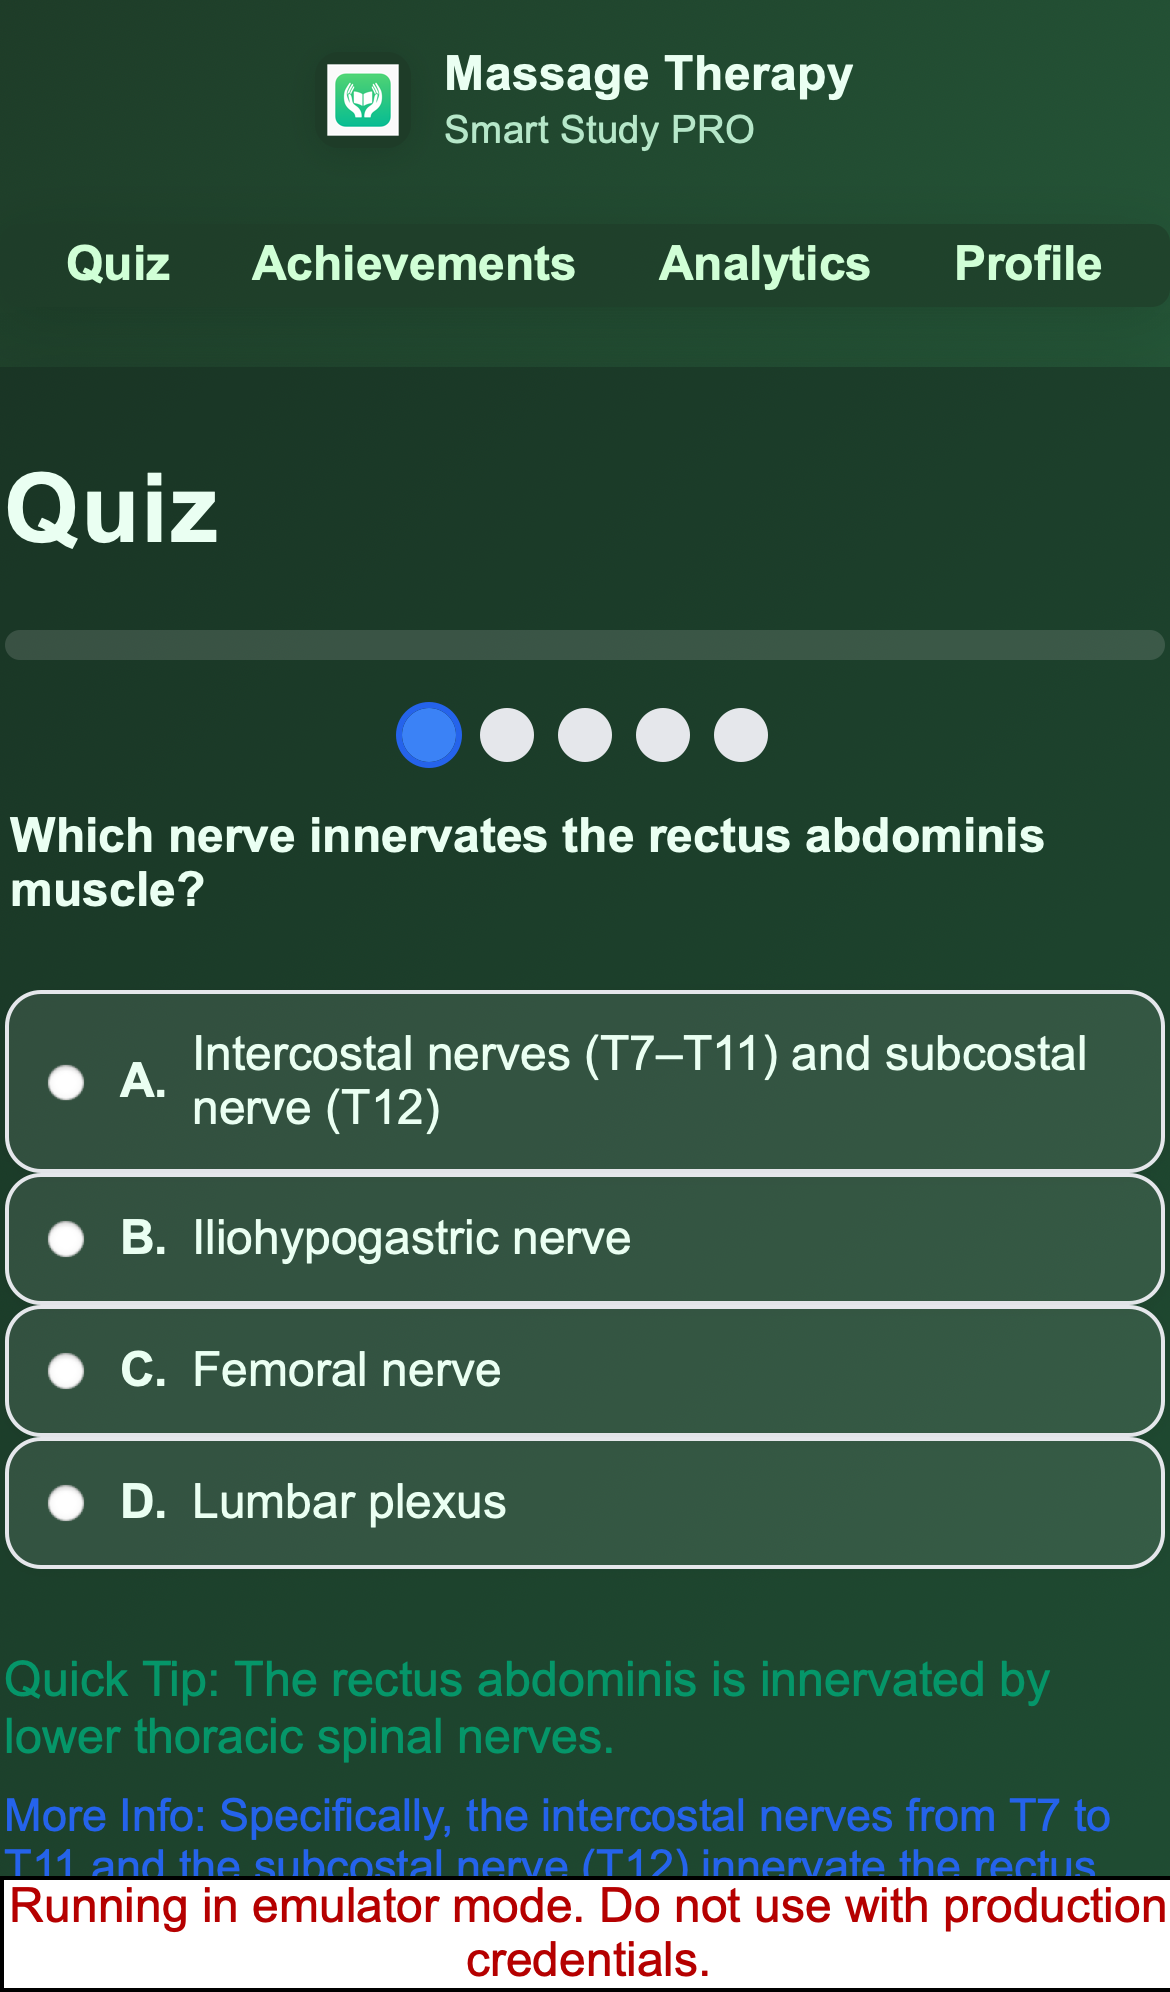 Massage Therapy
Smart Study PRO
Quiz Achievements Analytics Profile
Quiz
Which nerve innervates the rectus abdominis
muscle?
A. Intercostal nerves (T7–T11) and subcostal
nerve (T12)
B. Iliohypogastric nerve
C. Femoral nerve
D. Lumbar plexus
Quick Tip: The rectus abdominis is innervated by
lower thoracic spinal nerves.
More Info: Specifically, the intercostal nerves from T7 to
T11 and the subcostal nerve (T12) innervate the rectus
Running in emulator mode. Do not use with production
credentials.